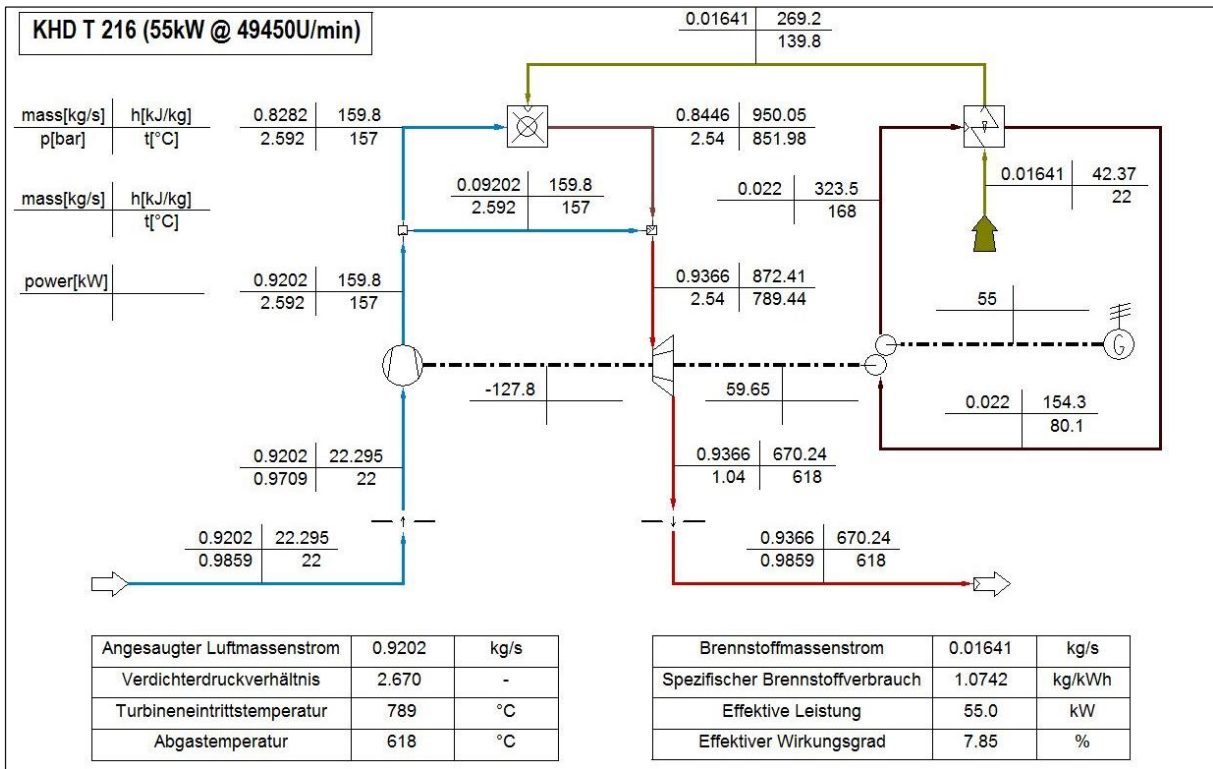 KHD T 216 (55kW @ 49450U/min)
0.01641 269.2
139.8
mass[kg/s] h[kJ/kg]
p[bar] t[°C]
0.8282 159.8
2.592 157
0.8446 950.05
2.54 851.98
0.09202 159.8
2.592 157
0.022 323.5
168
0.01641 42.37
22
mass[kg/s] h[kJ/kg]
t[°C]
power[kW]
0.9202 159.8
2.592 157
0.9366 872.41
2.54 789.44
55
G
-127.8
59.65
0.022 154.3
80.1
0.9202 22.295
0.9709 22
0.9366 670.24
1.04 618
0.9202 22.295
0.9859 22
0.9366 670.24
0.9859 618
Angesaugter Luftmassenstrom 0.9202 kg/s
Verdichterdruckverhältnis 2.670 -
Turbineneintrittstemperatur 789 °C
Abgastemperatur 618 °C
Brennstoffmassenstrom 0.01641 kg/s
Spezifischer Brennstoffverbrauch 1.0742 kg/kWh
Effektive Leistung 55.0 kW
Effektiver Wirkungsgrad 7.85 %